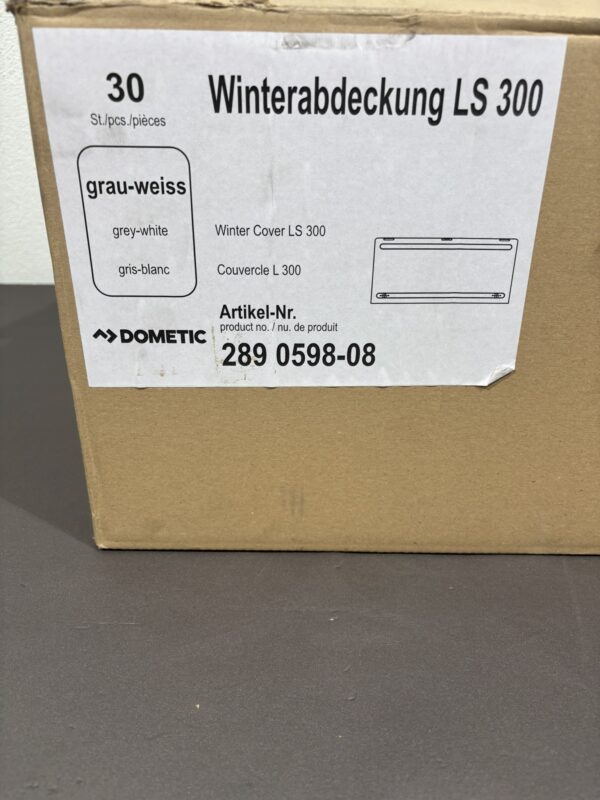 30
St./pcs./pièces
Winterabdeckung LS 300
grau-weiss
grey-white
gris-blanc
Winter Cover LS 300
Couvercle L 300
Artikel-Nr.
product no. / nu. de produit
DOMETIC
289 0598-08